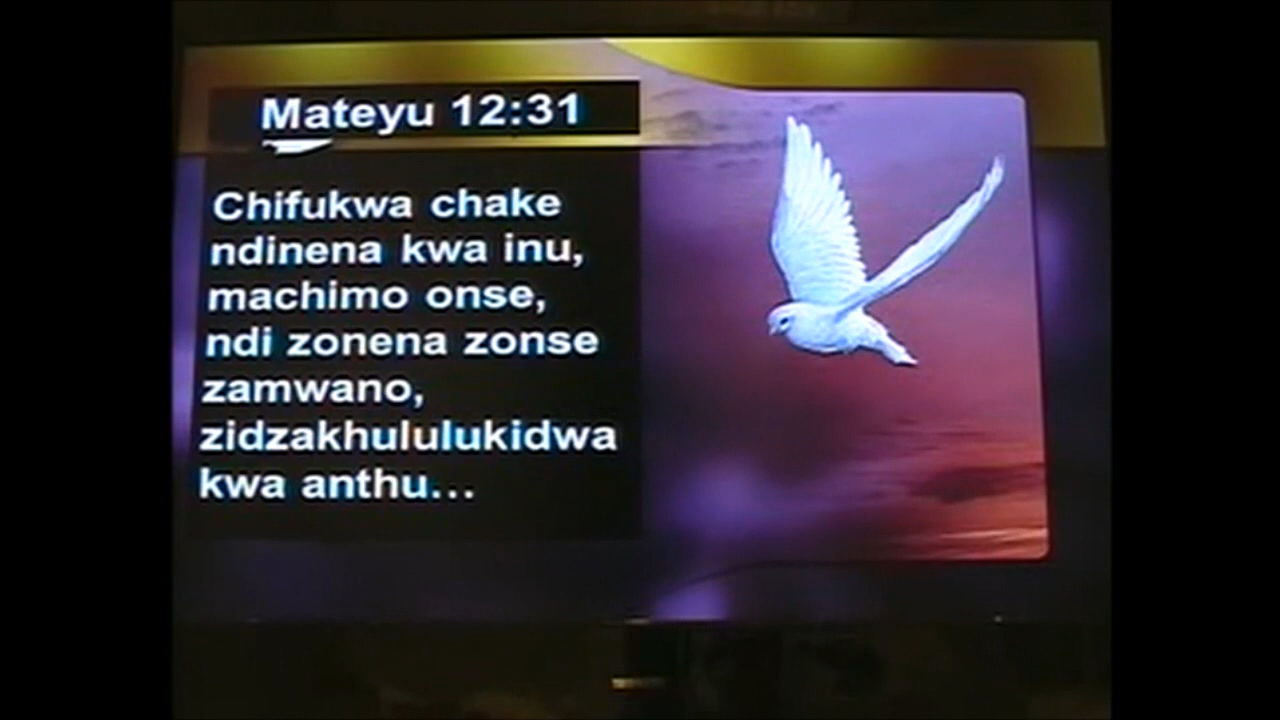 Mateyu 12:31
Chifukwa chake
ndinena kwa inu,
machimo onse,
ndi zonena zonse
zamwano,
zidzakhululukidwa
kwa anthu...